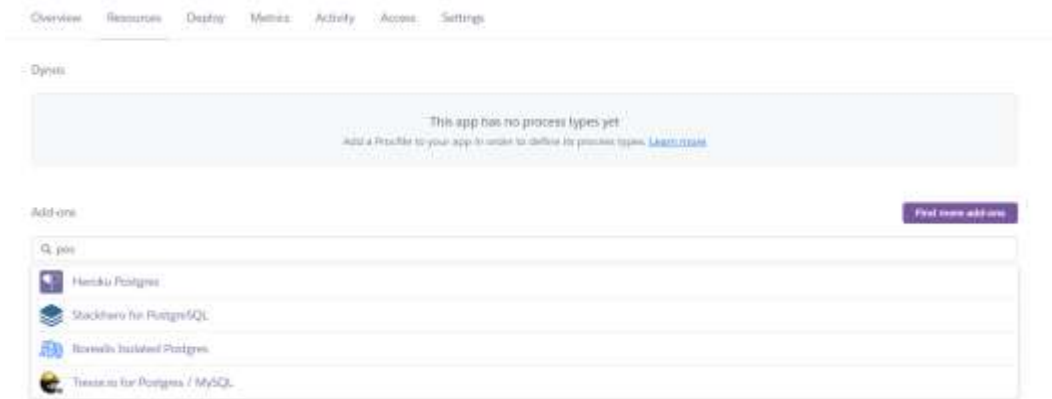 Overview Resources Deploy Metrics Activity Access Settings
Dynos
This app has no process types yet
Add a Procfile to your app in order to define its process types. Learn more
Add-ons
Find more add-ons
pos
Heroku Postgres
Stackhero for PostgreSQL
Borealis Isolated Postgres
Trevor.io for Postgres / MySQL